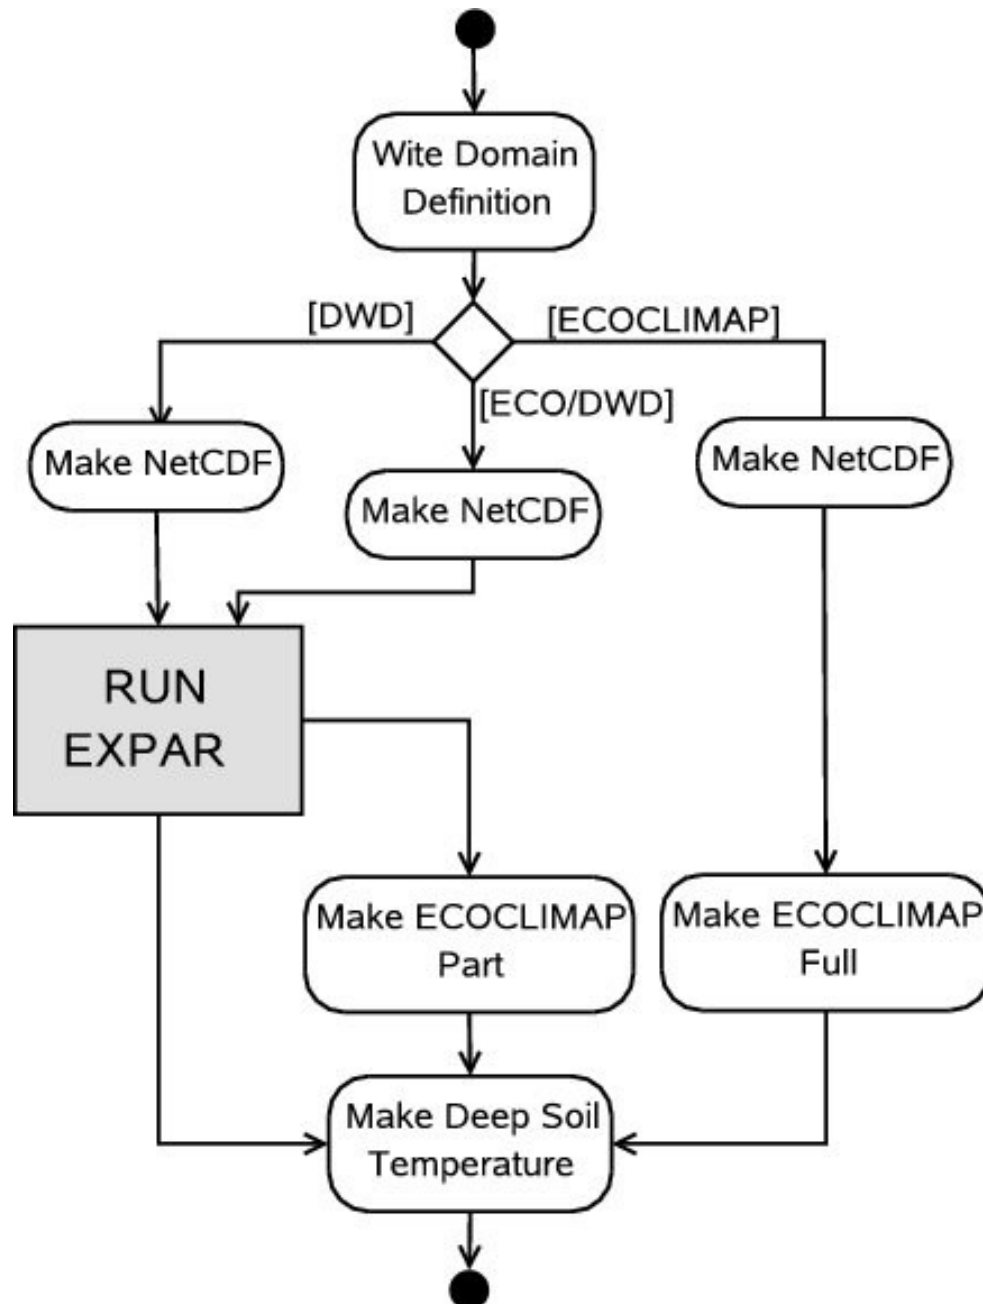 Wite Domain
Definition
[DWD]
[ECOCLIMAP]
[ECO/DWD]
Make NetCDF
Make NetCDF
Make NetCDF
RUN
EXPAR
Make ECOCLIMAP
Part
Make ECOCLIMAP
Full
Make Deep Soil
Temperature